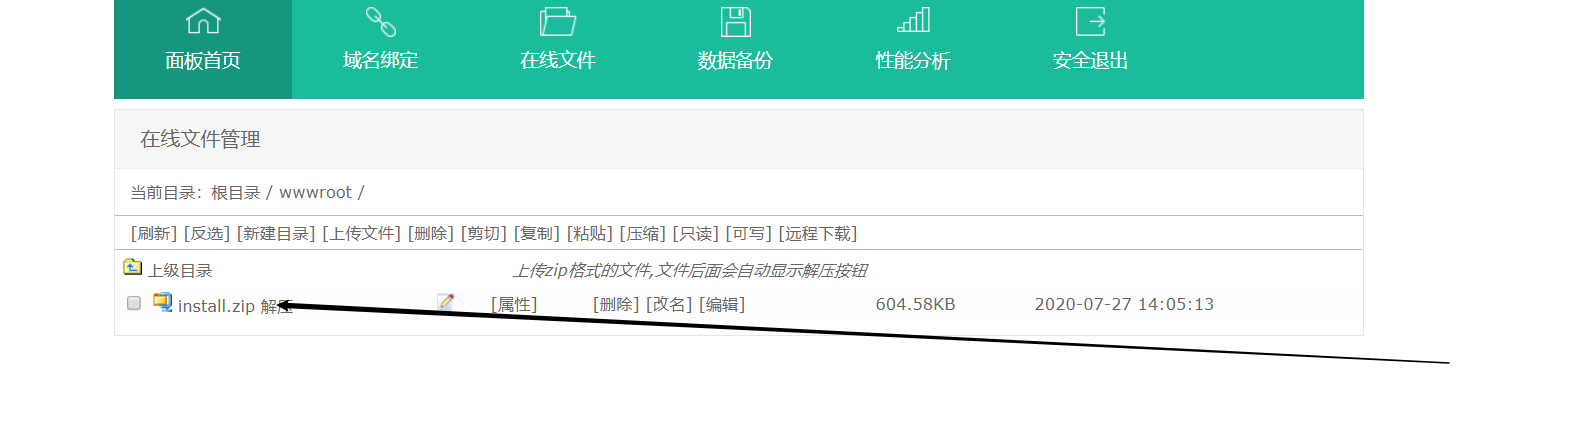 面板首页 域名绑定 在线文件 数据备份 性能分析 安全退出
在线文件管理
当前目录：根目录 / wwwroot /
[刷新] [反选] [新建目录] [上传文件] [删除] [剪切] [复制] [粘贴] [压缩] [只读] [可写] [远程下载]
上级目录 上传zip格式的文件,文件后面会自动显示解压按钮
install.zip 解压 [属性] [删除] [改名] [编辑] 604.58KB 2020-07-27 14:05:13